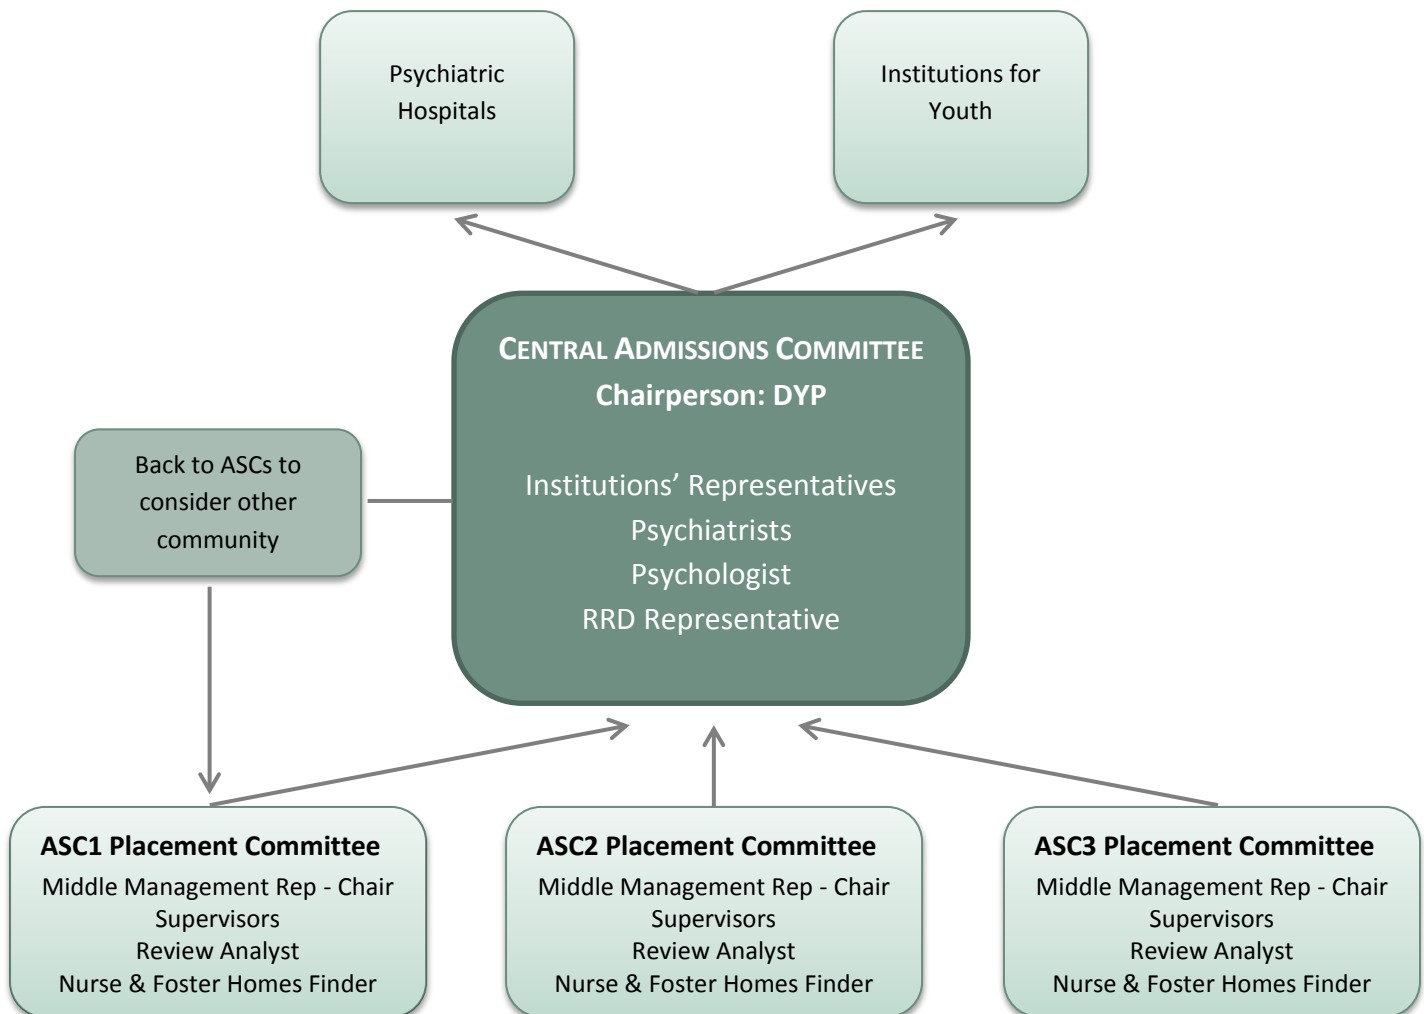 Psychiatric
Hospitals
Institutions for
Youth
CENTRAL ADMISSIONS COMMITTEE
Chairperson: DYP
Institutions’ Representatives
Psychiatrists
Psychologist
RRD Representative
Back to ASCs to
consider other
community
ASC1 Placement Committee
Middle Management Rep - Chair
Supervisors
Review Analyst
Nurse & Foster Homes Finder
ASC2 Placement Committee
Middle Management Rep - Chair
Supervisors
Review Analyst
Nurse & Foster Homes Finder
ASC3 Placement Committee
Middle Management Rep - Chair
Supervisors
Review Analyst
Nurse & Foster Homes Finder